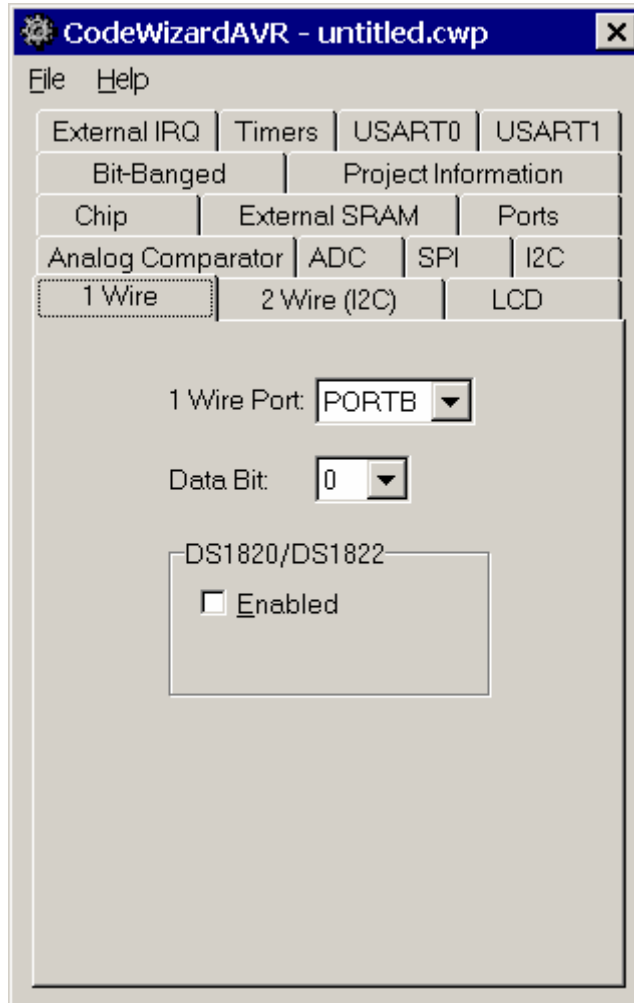 CodeWizardAVR - untitled.cwp
File Help
External IRQ Timers USART0 USART1
Bit-Banged Project Information
Chip External SRAM Ports
Analog Comparator ADC SPI I2C
1 Wire 2 Wire (I2C) LCD
1 Wire Port: PORTB
Data Bit: 0
DS1820/DS1822
Enabled